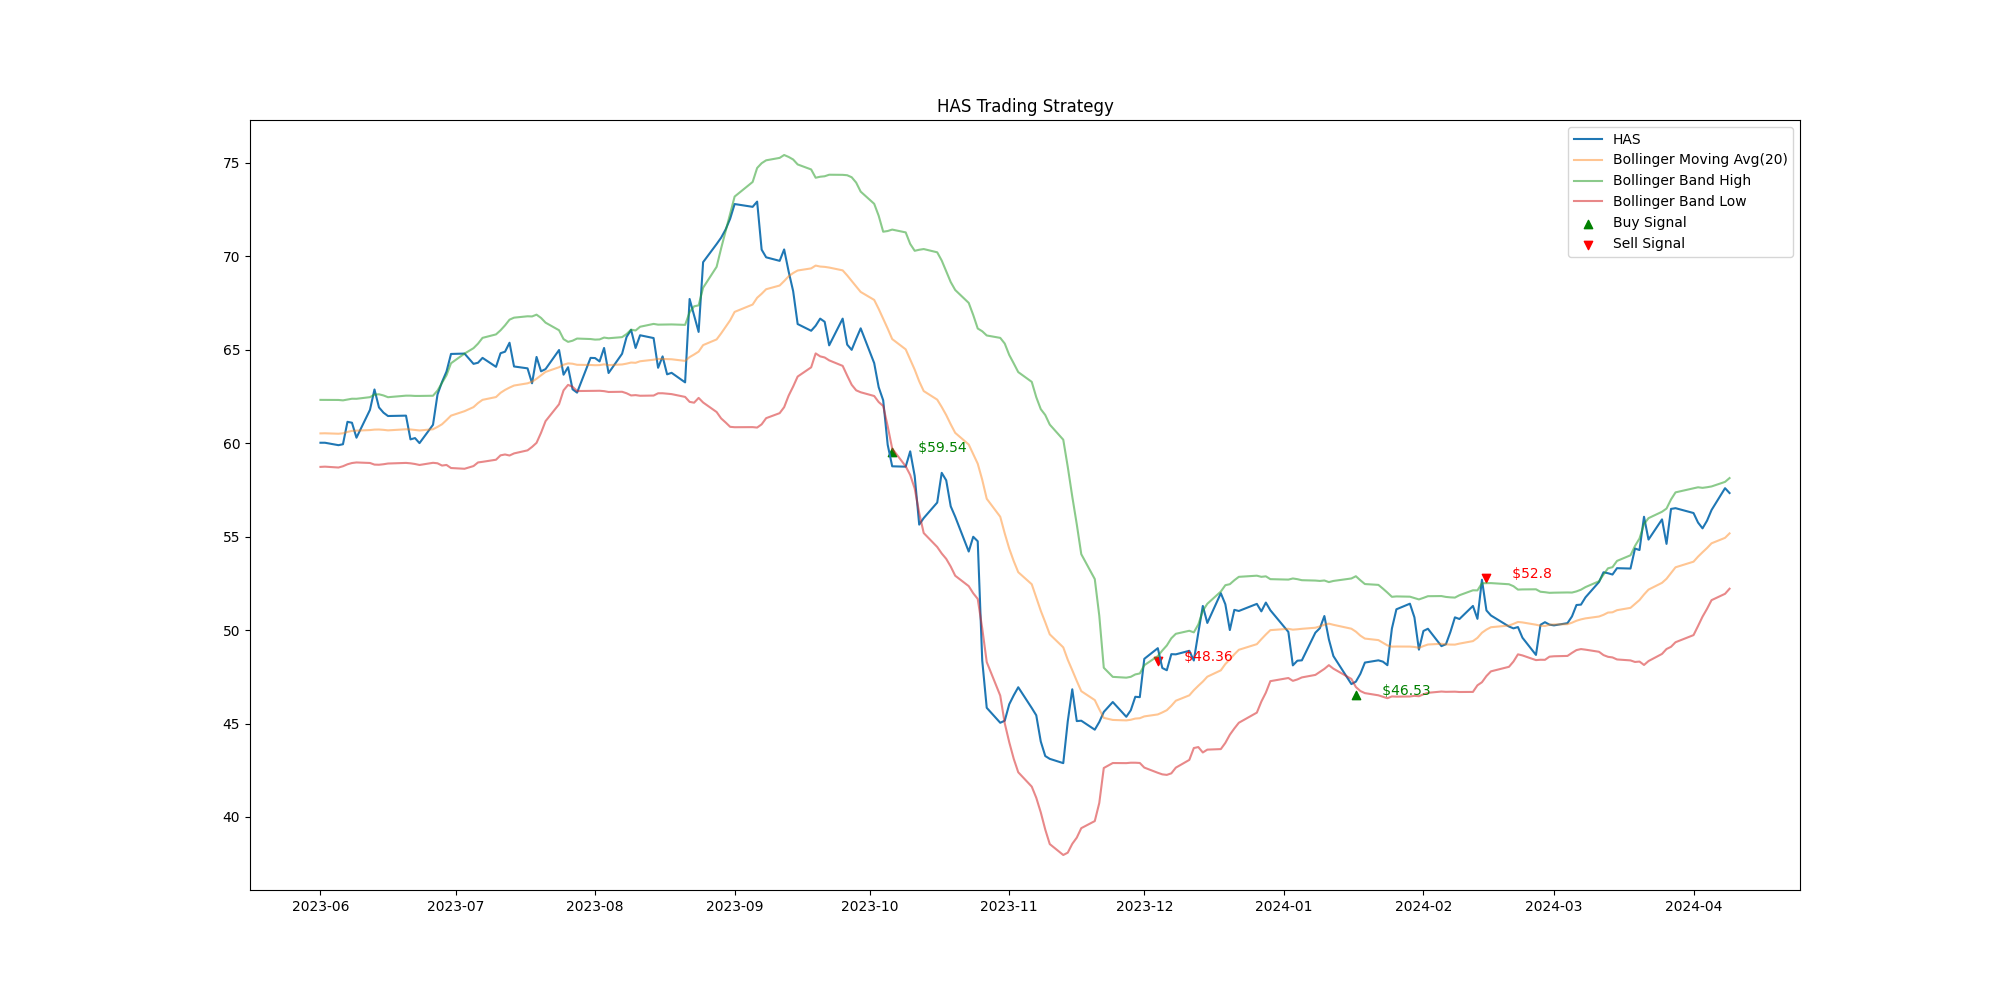 HAS Trading Strategy
HAS
Bollinger Moving Avg(20)
Bollinger Band High
Bollinger Band Low
Buy Signal
Sell Signal
75
70
65
60
55
50
45
40
$59.54
$52.8
$48.36
$46.53
2023-06 2023-07 2023-08 2023-09 2023-10 2023-11 2023-12 2024-01 2024-02 2024-03 2024-04